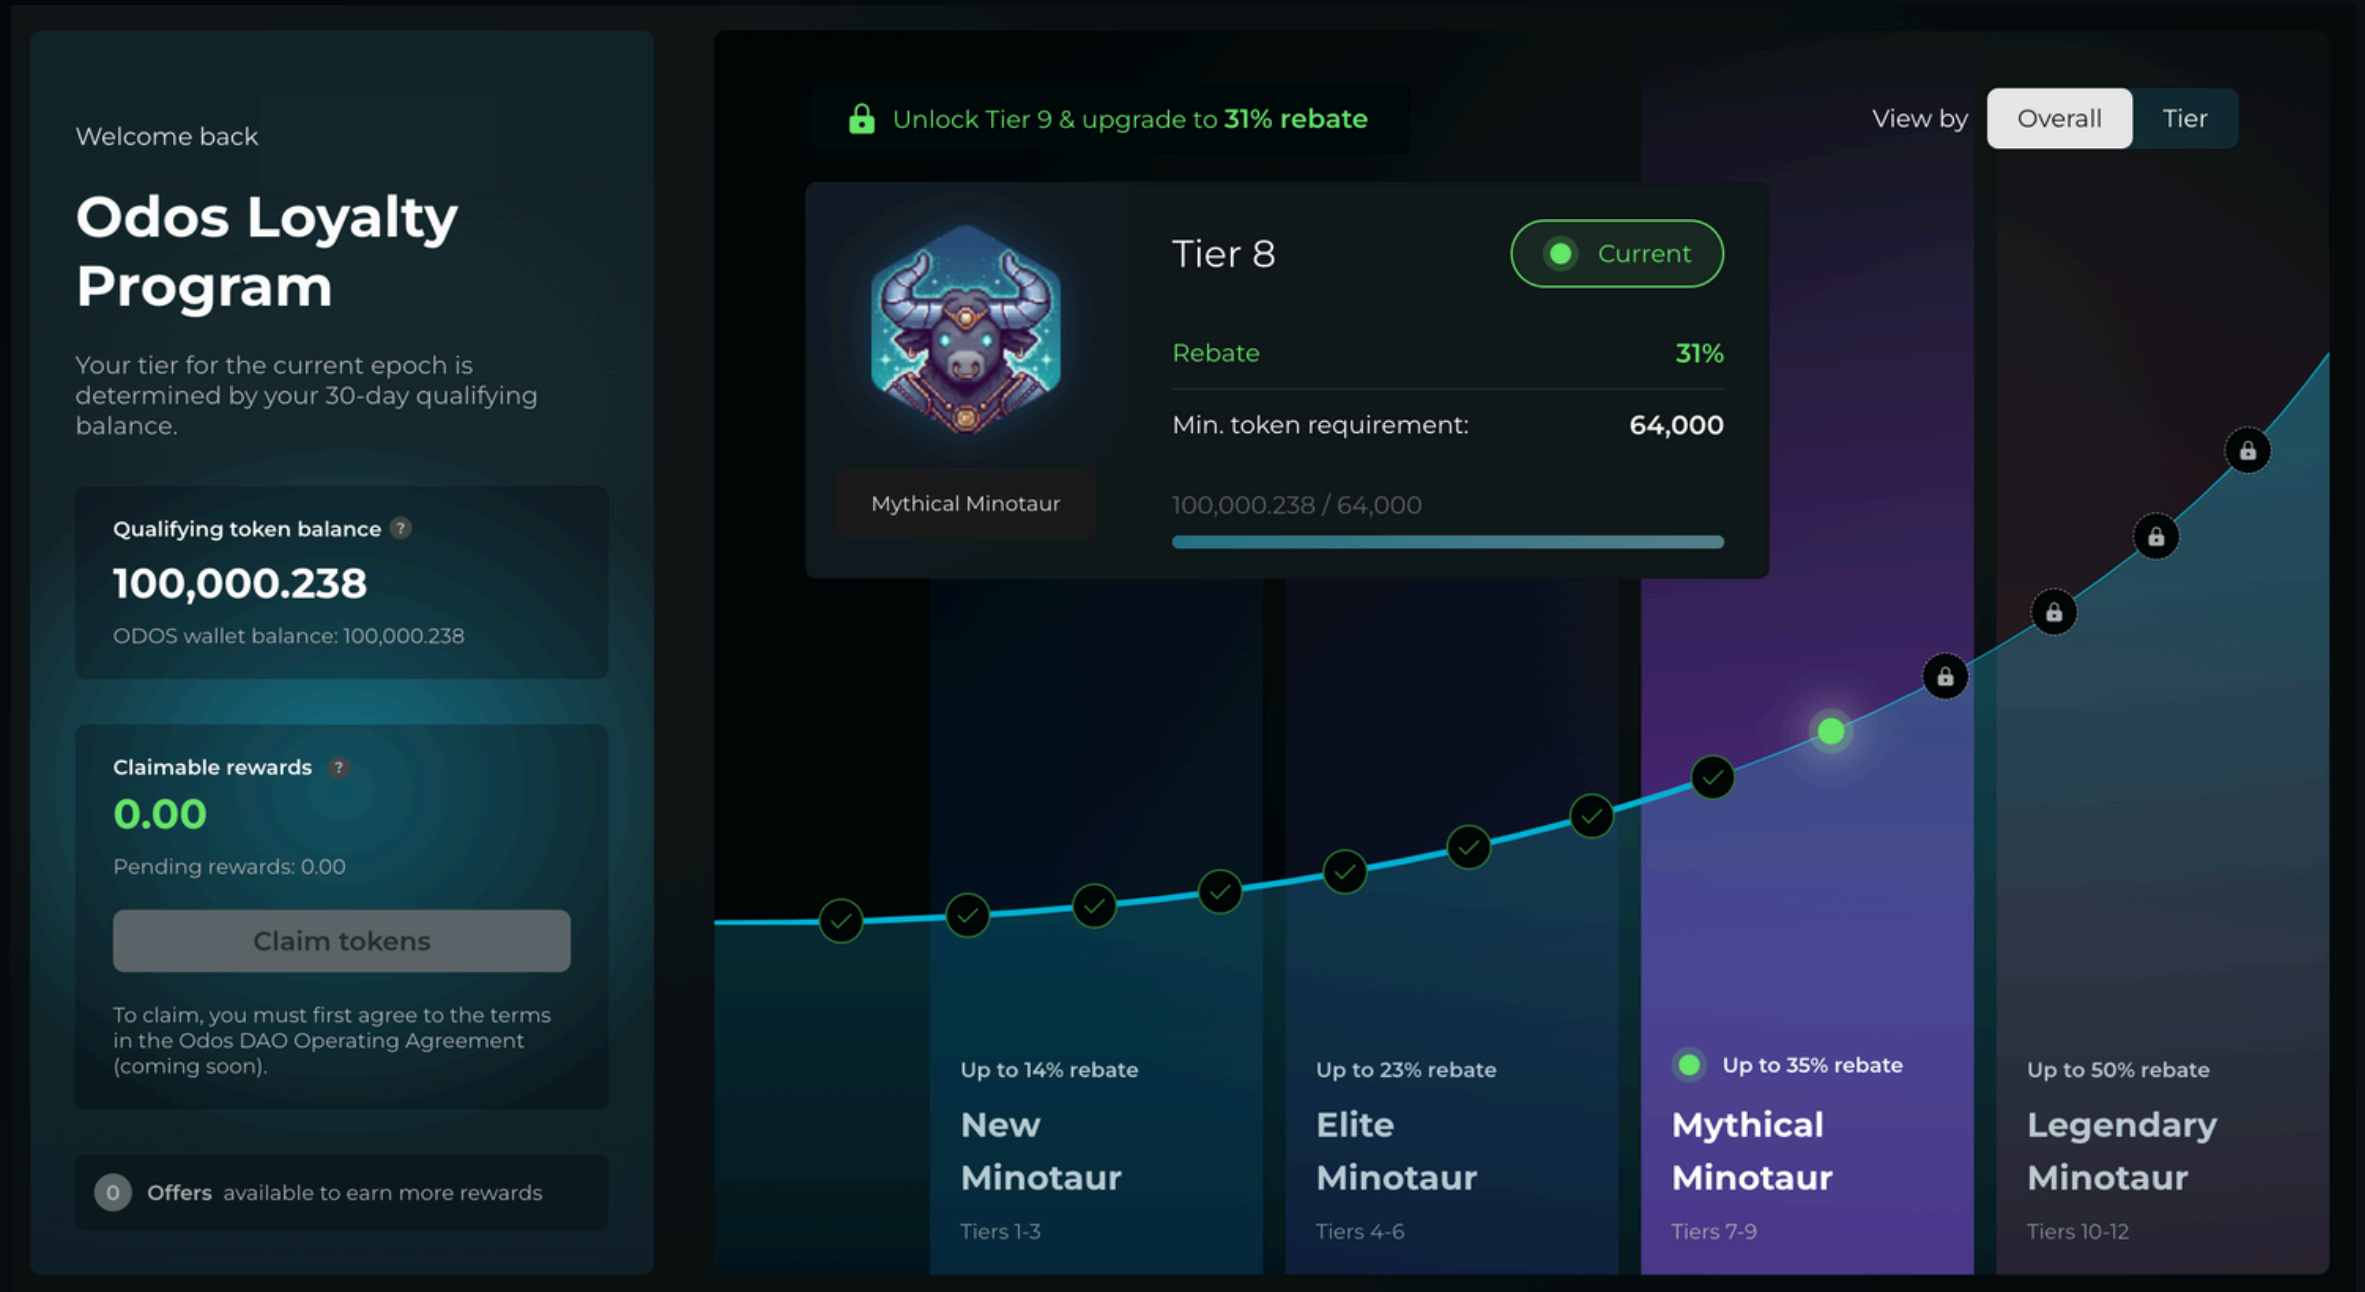 Welcome back
Odos Loyalty
Program
Your tier for the current epoch is
determined by your 30-day qualifying
balance.
Qualifying token balance ?
100,000.238
ODOS wallet balance: 100,000.238
Claimable rewards ?
0.00
Pending rewards: 0.00
Claim tokens
To claim, you must first agree to the terms
in the Odos DAO Operating Agreement
(coming soon).
0 Offers available to earn more rewards
Unlock Tier 9 & upgrade to 31% rebate
View by Overall Tier
Tier 8
Current
Rebate 31%
Min. token requirement: 64,000
100,000.238 / 64,000
Mythical Minotaur
Up to 14% rebate
New
Minotaur
Tiers 1-3
Up to 23% rebate
Elite
Minotaur
Tiers 4-6
Up to 35% rebate
Mythical
Minotaur
Tiers 7-9
Up to 50% rebate
Legendary
Minotaur
Tiers 10-12